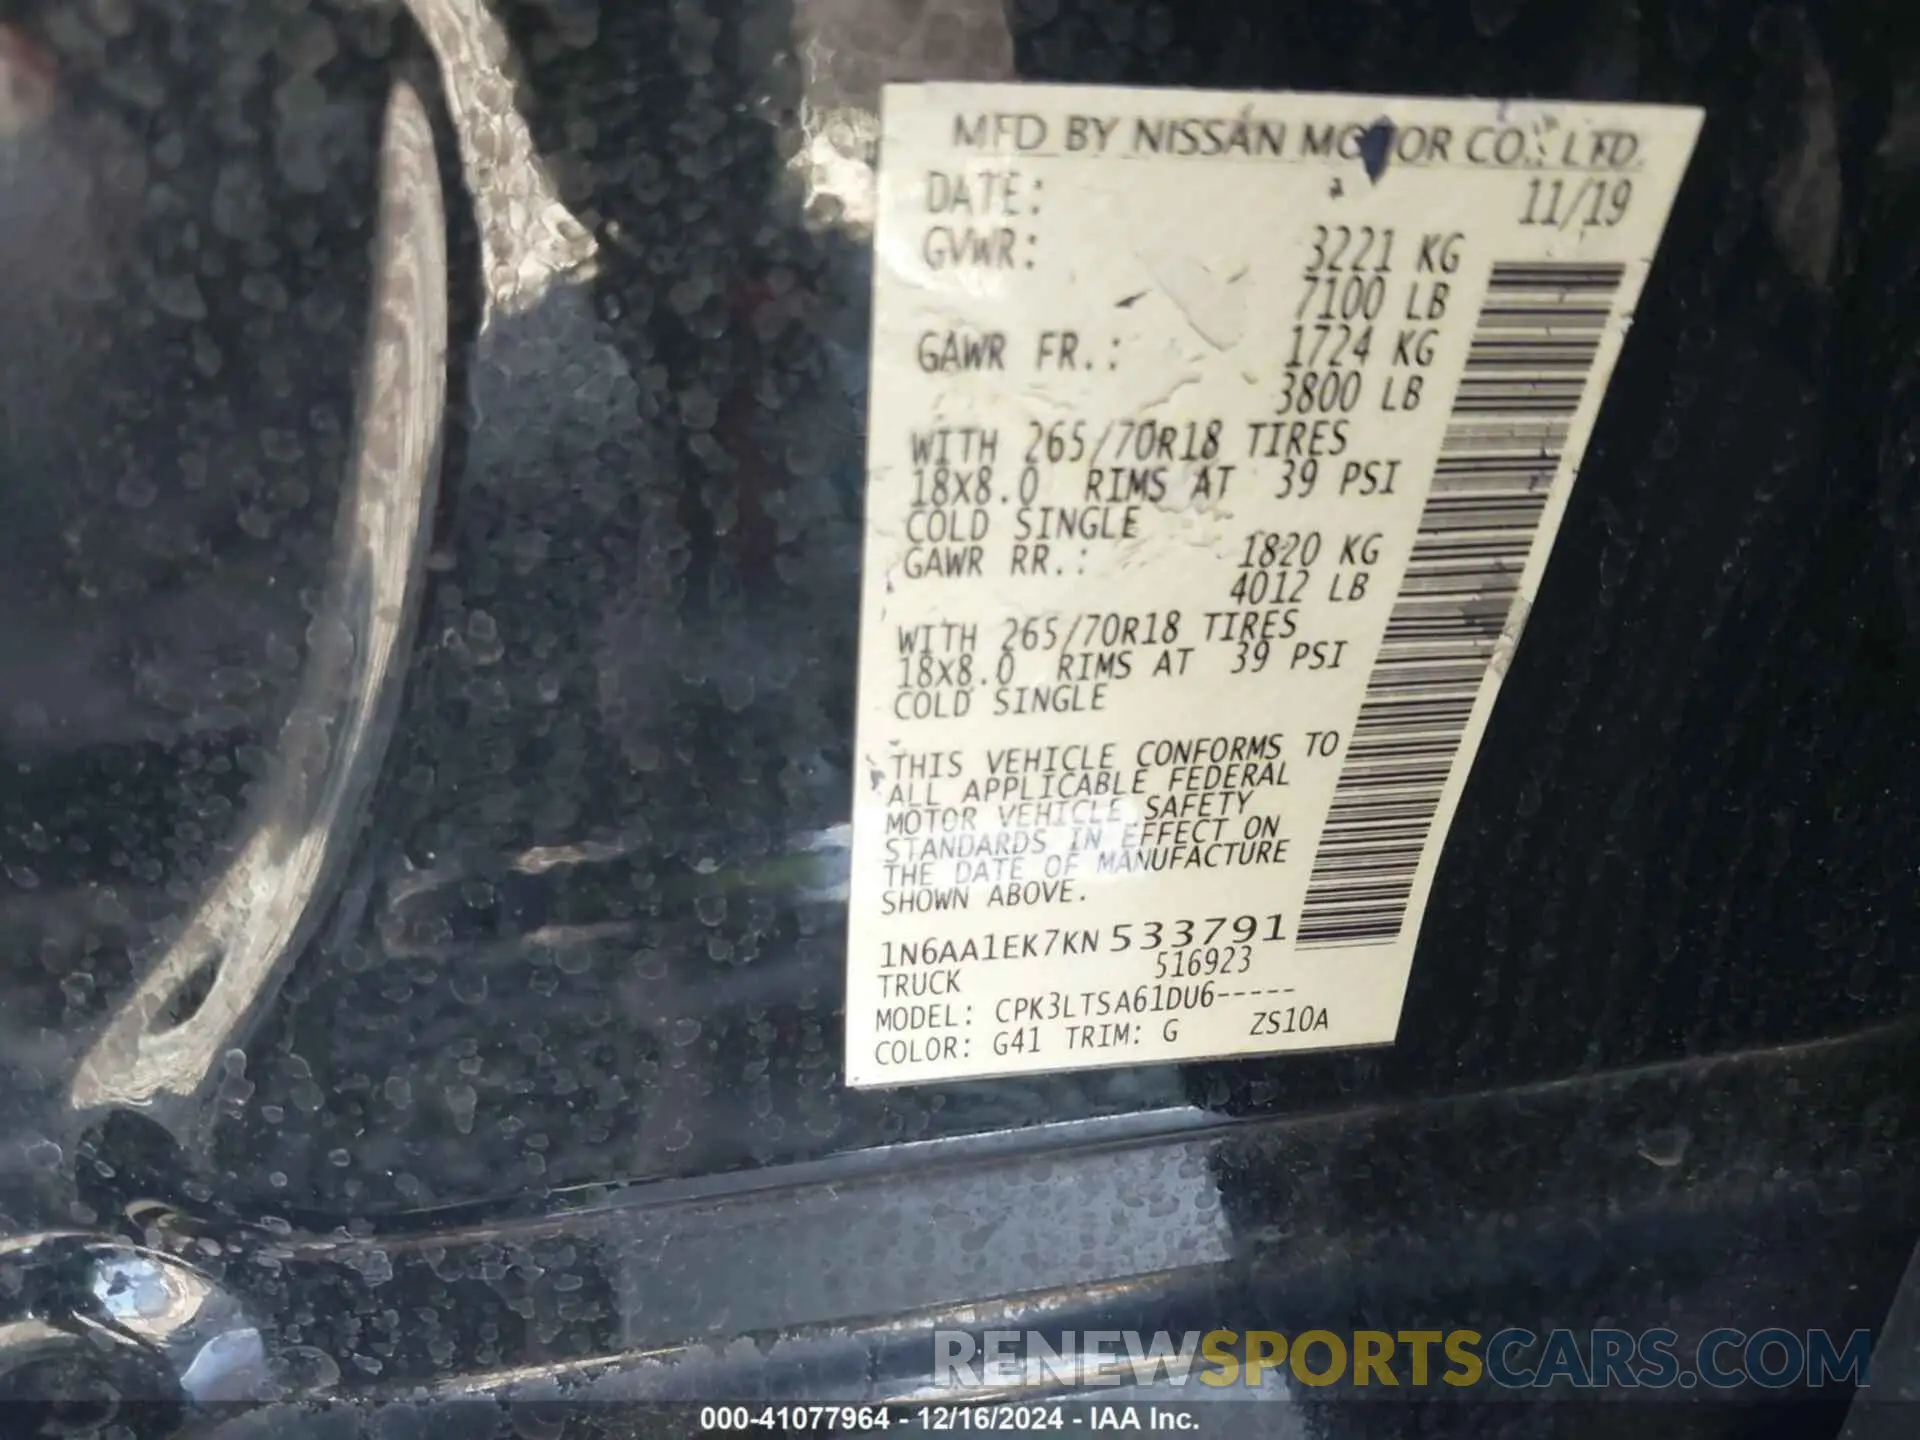 MFD BY NISSAN MOTOR CO., LTD.
DATE: 11/19
GVWR: 3221 KG
7100 LB
GAWR FR.: 1724 KG
3800 LB
WITH 265/70R18 TIRES
18X8.0 RIMS AT 39 PSI
COLD SINGLE
GAWR RR.: 1820 KG
4012 LB
WITH 265/70R18 TIRES
18X8.0 RIMS AT 39 PSI
COLD SINGLE
THIS VEHICLE CONFORMS TO
ALL APPLICABLE FEDERAL
MOTOR VEHICLE SAFETY
STANDARDS IN EFFECT ON
THE DATE OF MANUFACTURE
SHOWN ABOVE.
1N6AA1EK7KN533791
TRUCK 516923
MODEL: CPK3LTSA61DU6-----
COLOR: G41 TRIM: G ZS10A
RENEWSPORTSCARS.COM
000-41077964 - 12/16/2024 - IAA Inc.